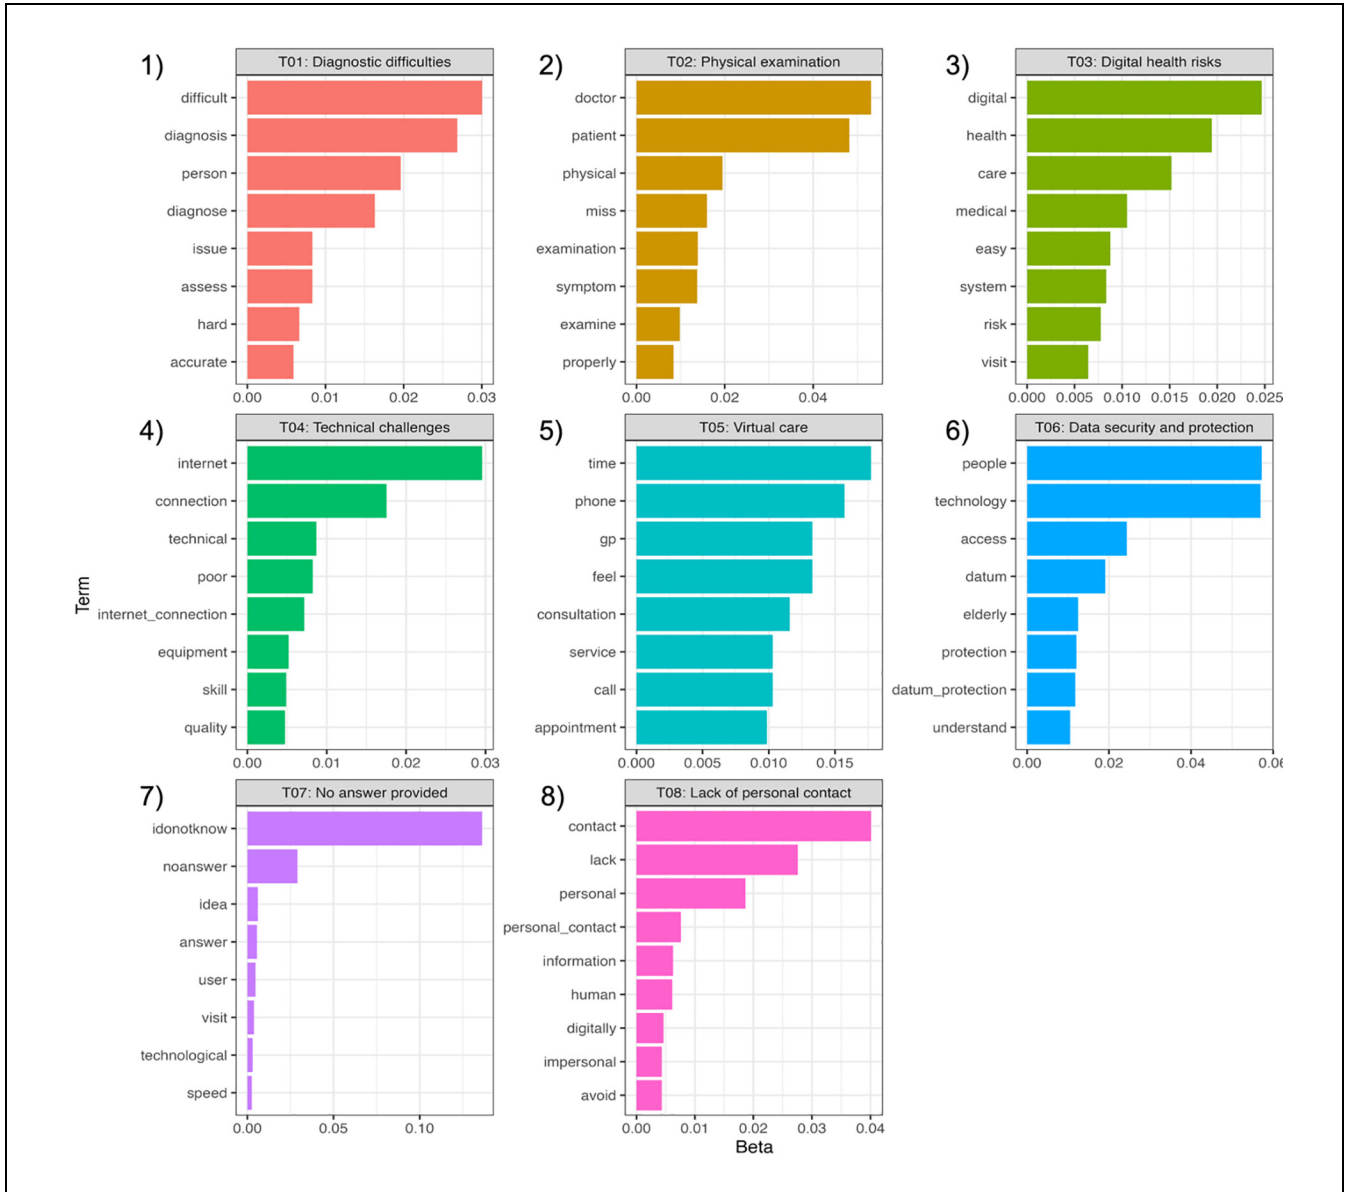 1)
T01: Diagnostic difficulties
difficult
diagnosis
person
diagnose
issue
assess
hard
accurate
0.00 0.01 0.02 0.03
2)
T02: Physical examination
doctor
patient
physical
miss
examination
symptom
examine
properly
0.00 0.02 0.04
3)
T03: Digital health risks
digital
health
care
medical
easy
system
risk
visit
0.000 0.005 0.010 0.015 0.020 0.025
4)
T04: Technical challenges
internet
connection
technical
poor
internet_connection
equipment
skill
quality
0.00 0.01 0.02 0.03
5)
T05: Virtual care
time
phone
gp
feel
consultation
service
call
appointment
0.000 0.005 0.010 0.015
6)
T06: Data security and protection
people
technology
access
datum
elderly
protection
datum_protection
understand
0.00 0.02 0.04 0.06
Term
7)
T07: No answer provided
idonotknow
noanswer
idea
answer
user
visit
technological
speed
0.00 0.05 0.10
8)
T08: Lack of personal contact
contact
lack
personal
personal_contact
information
human
digitally
impersonal
avoid
0.00 0.01 0.02 0.03 0.04
Beta